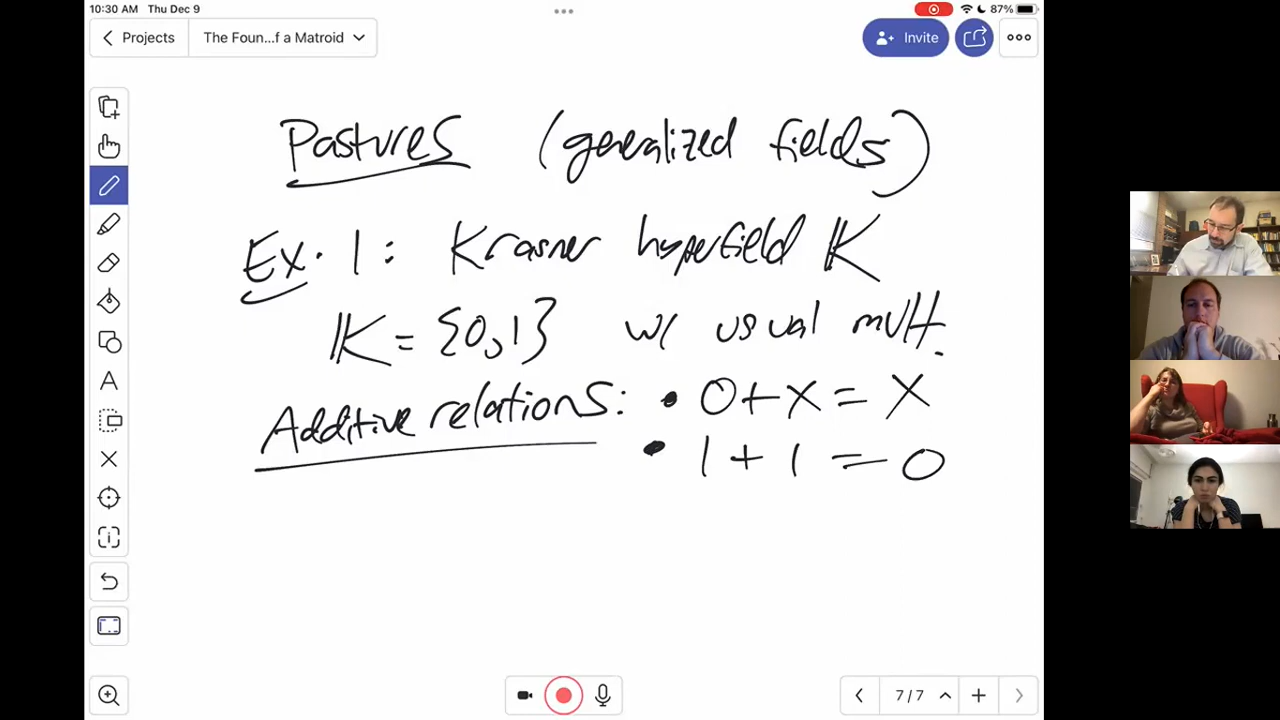 10:30 AM Thu Dec 9
87%
Projects
The Foun...f a Matroid
Invite
Pastures (generalized fields)
Ex. 1: Krasner hyperfield 𝕂
𝕂 = {0,1} w/ usual mult.
Additive relations: • 0+x = x
• 1+1 = 0
A
7/7